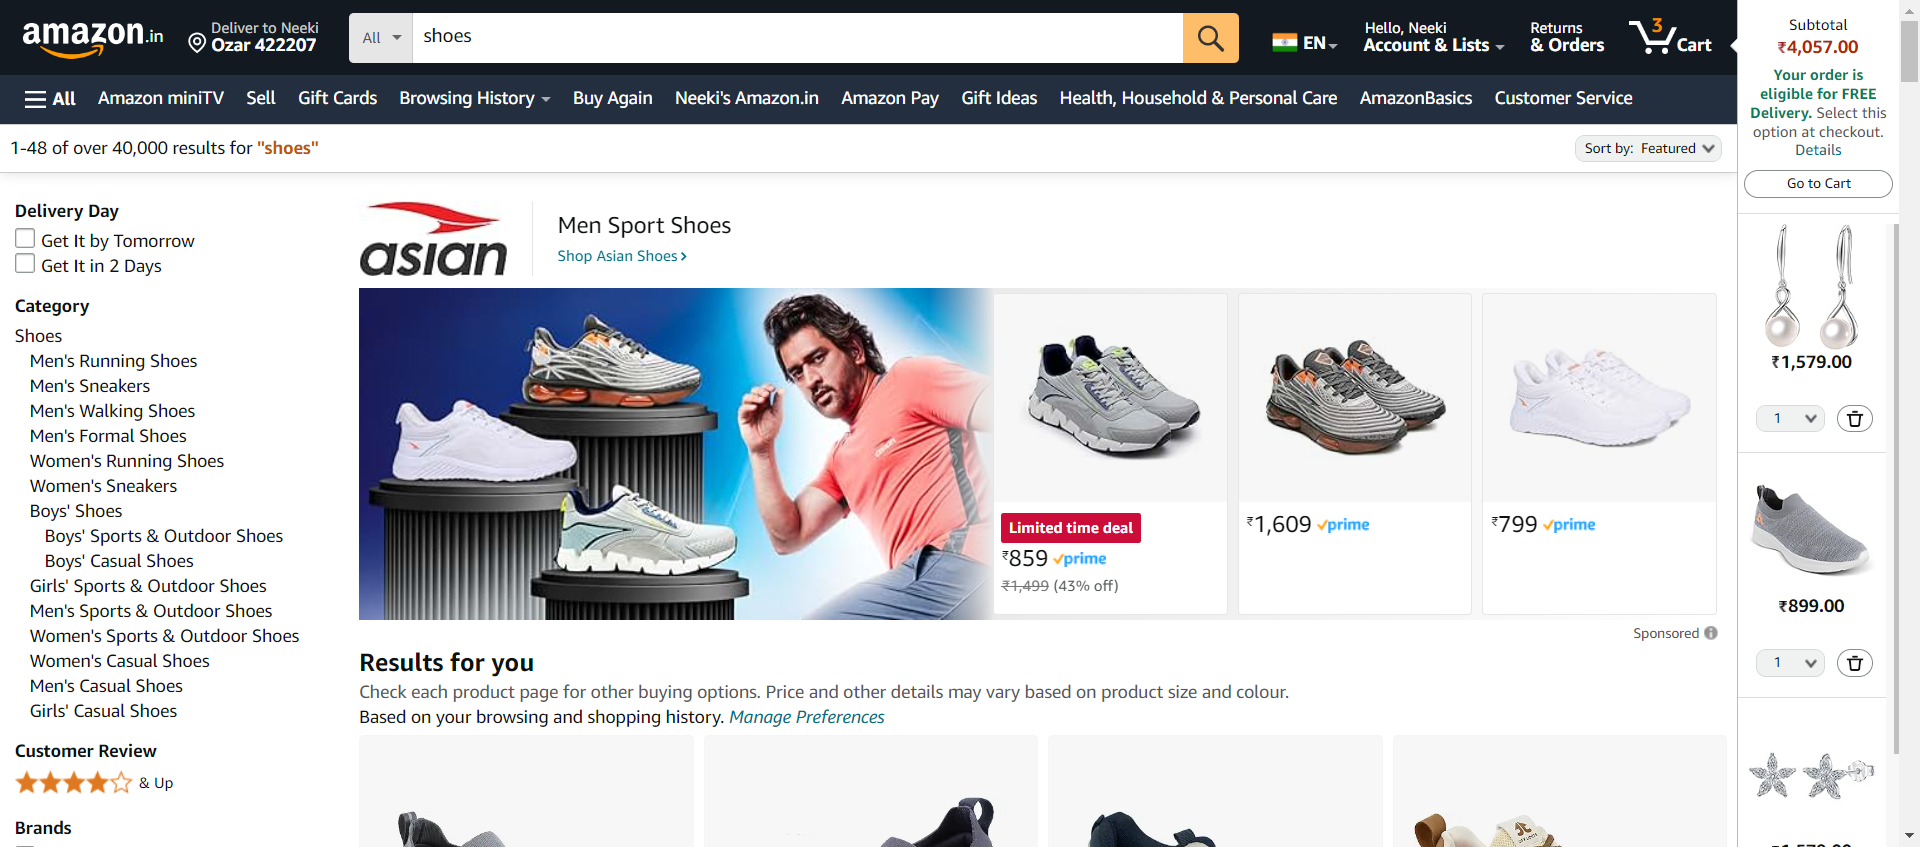 amazon.in
Deliver to Neeki
Ozar 422207
All
shoes
EN
Hello, Neeki
Account & Lists
Returns
& Orders
3
Cart
All
Amazon miniTV
Sell
Gift Cards
Browsing History
Buy Again
Neeki's Amazon.in
Amazon Pay
Gift Ideas
Health, Household & Personal Care
AmazonBasics
Customer Service
1-48 of over 40,000 results for "shoes"
Sort by: Featured
Delivery Day
Get It by Tomorrow
Get It in 2 Days
Category
Shoes
Men's Running Shoes
Men's Sneakers
Men's Walking Shoes
Men's Formal Shoes
Women's Running Shoes
Women's Sneakers
Boys' Shoes
Boys' Sports & Outdoor Shoes
Boys' Casual Shoes
Girls' Sports & Outdoor Shoes
Men's Sports & Outdoor Shoes
Women's Sports & Outdoor Shoes
Women's Casual Shoes
Men's Casual Shoes
Girls' Casual Shoes
Customer Review
& Up
Brands
asian
Men Sport Shoes
Shop Asian Shoes
Limited time deal
₹859 prime
₹1,499 (43% off)
₹1,609 prime
₹799 prime
Sponsored
Results for you
Check each product page for other buying options. Price and other details may vary based on product size and colour.
Based on your browsing and shopping history. Manage Preferences
Subtotal
₹4,057.00
Your order is
eligible for FREE
Delivery. Select this
option at checkout.
Details
Go to Cart
₹1,579.00
1
₹899.00
1